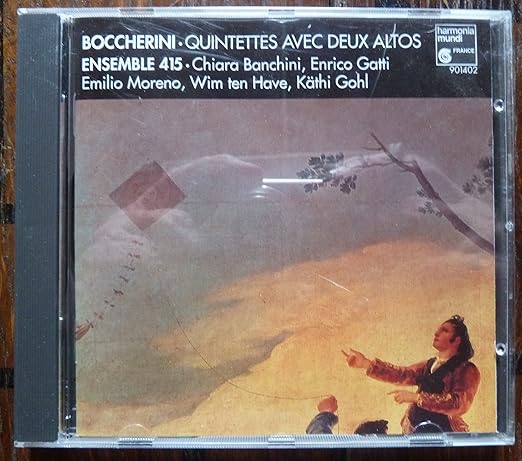 BOCCHERINI · QUINTETTES AVEC DEUX ALTOS
ENSEMBLE 415 · Chiara Banchini, Enrico Gatti
Emilio Moreno, Wim ten Have, Käthi Gohl
harmonia
mundi
FRANCE
901402